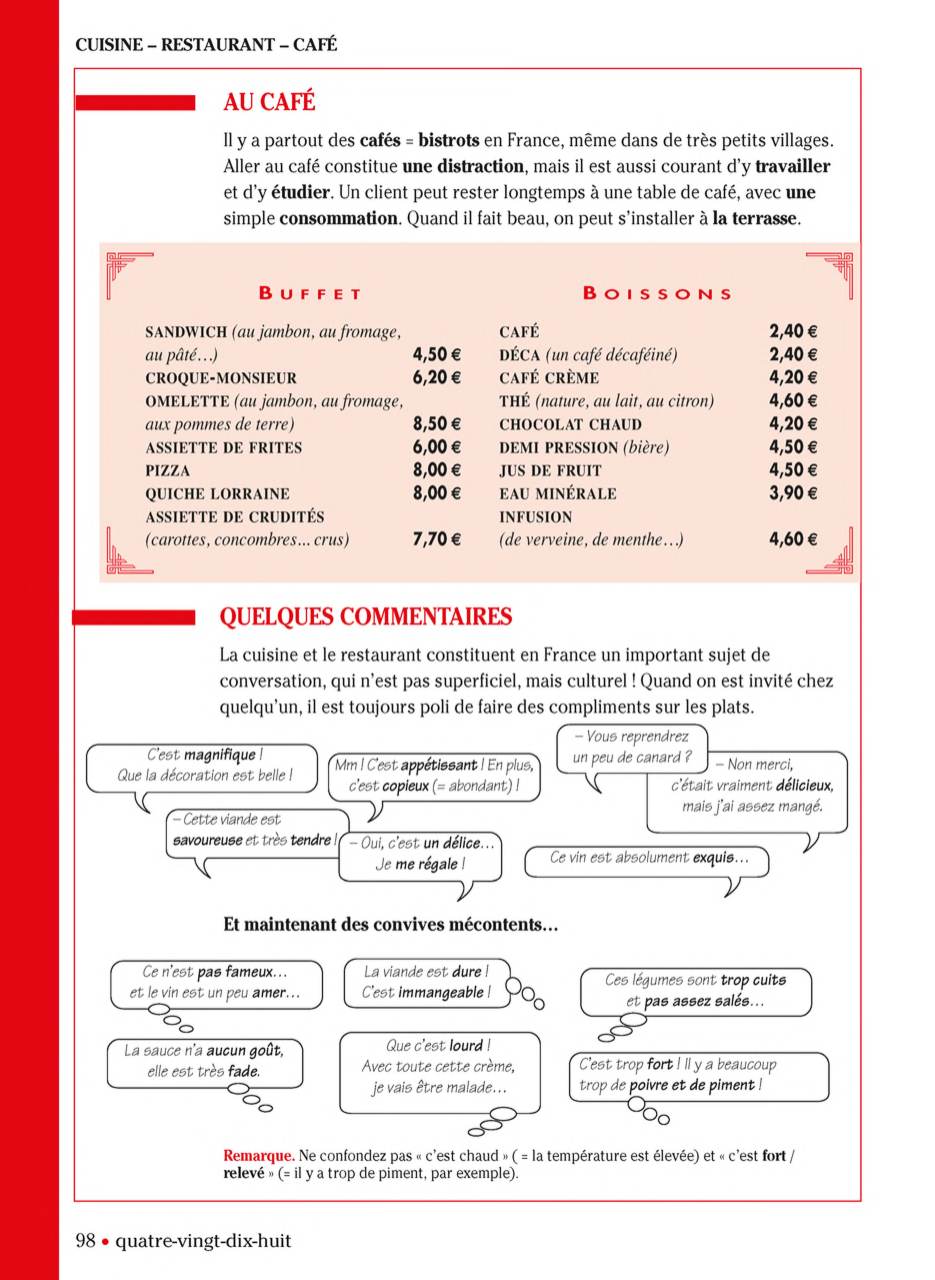 CUISINE – RESTAURANT – CAFÉ
AU CAFÉ
Il y a partout des cafés = bistrots en France, même dans de très petits villages.
Aller au café constitue une distraction, mais il est aussi courant d’y travailler
et d’y étudier. Un client peut rester longtemps à une table de café, avec une
simple consommation. Quand il fait beau, on peut s’installer à la terrasse.
BUFFET
SANDWICH (au jambon, au fromage,
au pâté…) 4,50 €
CROQUE-MONSIEUR 6,20 €
OMELETTE (au jambon, au fromage,
aux pommes de terre) 8,50 €
ASSIETTE DE FRITES 6,00 €
PIZZA 8,00 €
QUICHE LORRAINE 8,00 €
ASSIETTE DE CRUDITÉS
(carottes, concombres... crus) 7,70 €
BOISSONS
CAFÉ 2,40 €
DÉCA (un café décaféiné) 2,40 €
CAFÉ CRÈME 4,20 €
THÉ (nature, au lait, au citron) 4,60 €
CHOCOLAT CHAUD 4,20 €
DEMI PRESSION (bière) 4,50 €
JUS DE FRUIT 4,50 €
EAU MINÉRALE 3,90 €
INFUSION
(de verveine, de menthe…) 4,60 €
QUELQUES COMMENTAIRES
La cuisine et le restaurant constituent en France un important sujet de
conversation, qui n’est pas superficiel, mais culturel ! Quand on est invité chez
quelqu’un, il est toujours poli de faire des compliments sur les plats.
C’est magnifique !
Que la décoration est belle !
Mm ! C’est appétissant ! En plus,
c’est copieux (= abondant) !
– Vous reprendrez
un peu de canard ?
– Non merci,
c’était vraiment délicieux,
mais j’ai assez mangé.
– Cette viande est
savoureuse et très tendre !
– Oui, c’est un délice…
Je me régale !
Ce vin est absolument exquis…
Et maintenant des convives mécontents…
Ce n’est pas fameux…
et le vin est un peu amer…
La viande est dure !
C’est immangeable !
Ces légumes sont trop cuits
et pas assez salés…
La sauce n’a aucun goût,
elle est très fade.
Que c’est lourd !
Avec toute cette crème,
je vais être malade…
C’est trop fort ! Il y a beaucoup
trop de poivre et de piment !
Remarque. Ne confondez pas « c’est chaud » ( = la température est élevée) et « c’est fort /
relevé » (= il y a trop de piment, par exemple).
98 • quatre-vingt-dix-huit